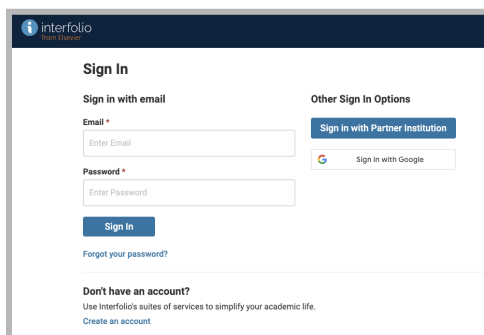 interfolio
from Elsevier
Sign In
Sign in with email
Email *
Enter Email
Password *
Enter Password
Sign In
Forgot your password?
Other Sign In Options
Sign in with Partner Institution
Sign in with Google
Don't have an account?
Use Interfolio's suites of services to simplify your academic life.
Create an account